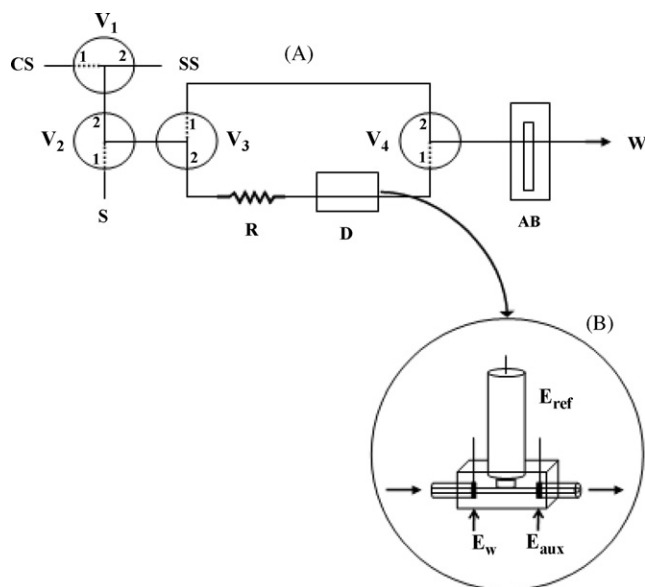 V1
1 2
CS SS (A)
2 1 2
V2 V3 V4
1 2 1
W
S R D AB
(B)
Eref
Ew Eaux